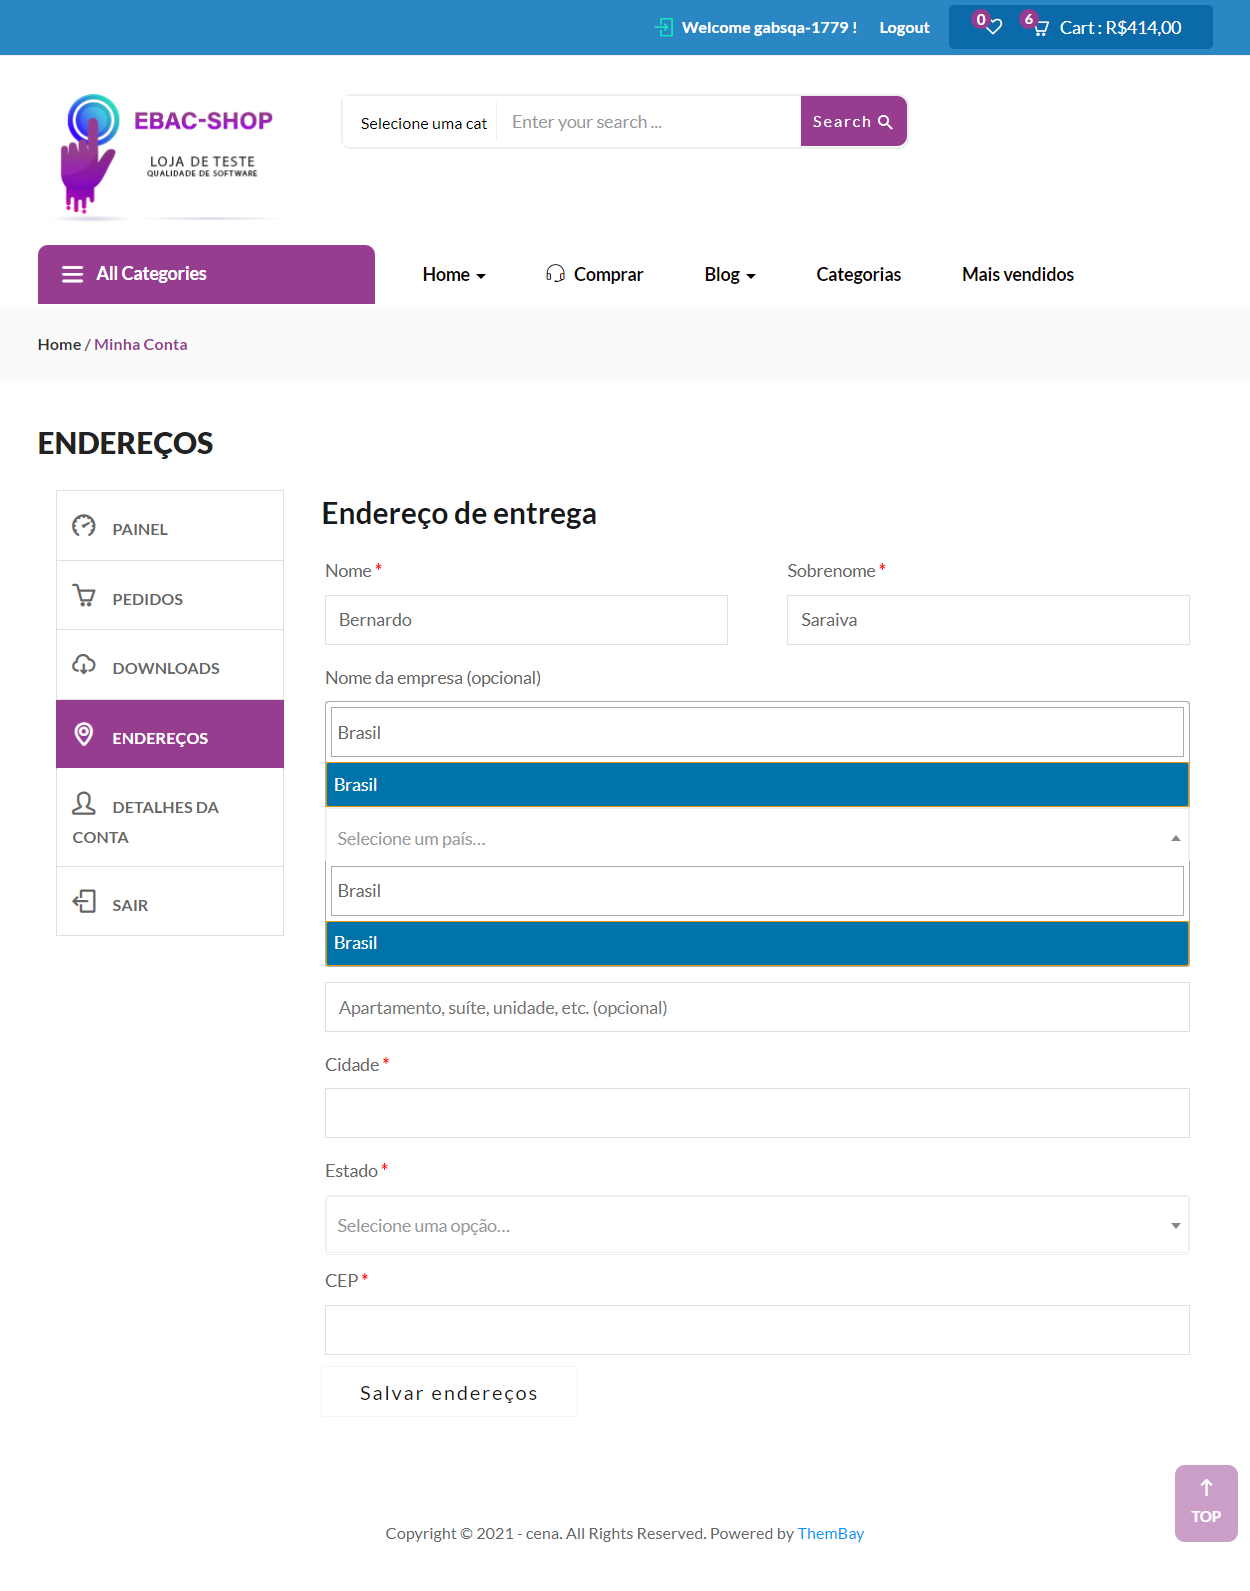 Welcome gabsqa-1779 !
Logout
0
6
Cart : R$414,00
EBAC-SHOP
LOJA DE TESTE
QUALIDADE DE SOFTWARE
Selecione uma cat
Enter your search ...
Search
All Categories
Home
Comprar
Blog
Categorias
Mais vendidos
Home / Minha Conta
ENDEREÇOS
PAINEL
PEDIDOS
DOWNLOADS
ENDEREÇOS
DETALHES DA
CONTA
SAIR
Endereço de entrega
Nome *
Sobrenome *
Bernardo
Saraiva
Nome da empresa (opcional)
Brasil
Brasil
Selecione um país...
Brasil
Brasil
Apartamento, suíte, unidade, etc. (opcional)
Cidade *
Estado *
Selecione uma opção...
CEP *
Salvar endereços
TOP
Copyright © 2021 - cena. All Rights Reserved. Powered by ThemBay